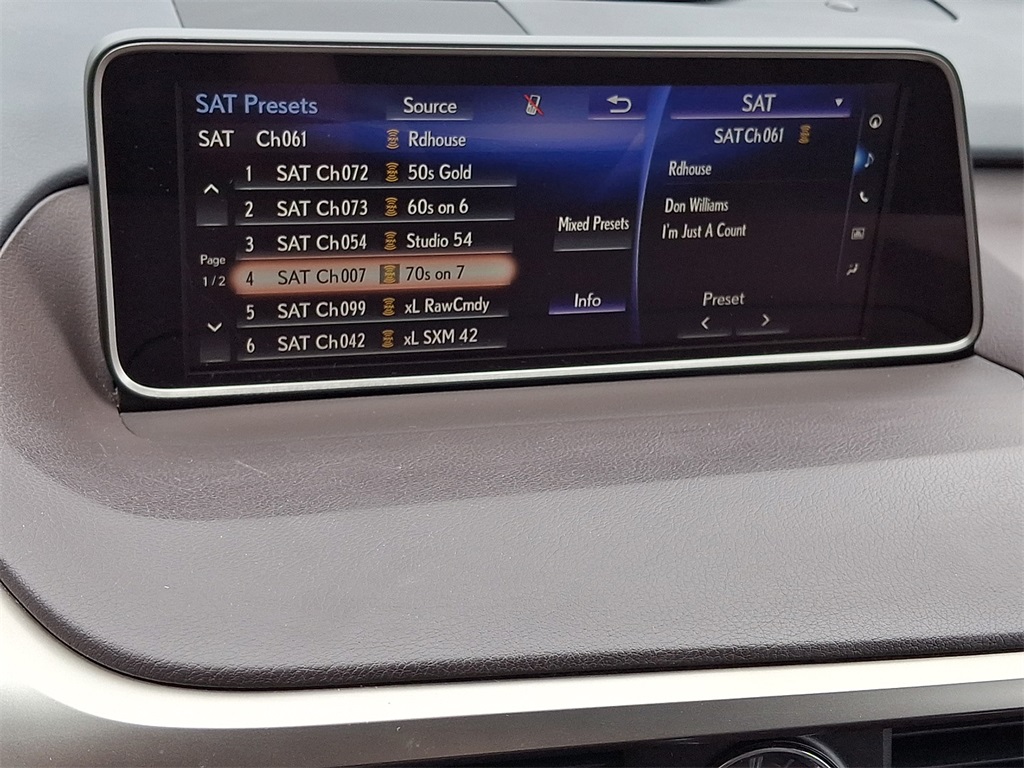 SAT Presets
Source
SAT Ch061 Rdhouse
1 SAT Ch072 50s Gold
2 SAT Ch073 60s on 6
3 SAT Ch054 Studio 54
4 SAT Ch007 70s on 7
5 SAT Ch099 xL RawCmdy
6 SAT Ch042 xL SXM 42
Page
1/2
Mixed Presets
Info
SAT
SAT Ch061
Rdhouse
Don Williams
I'm Just A Count
Preset